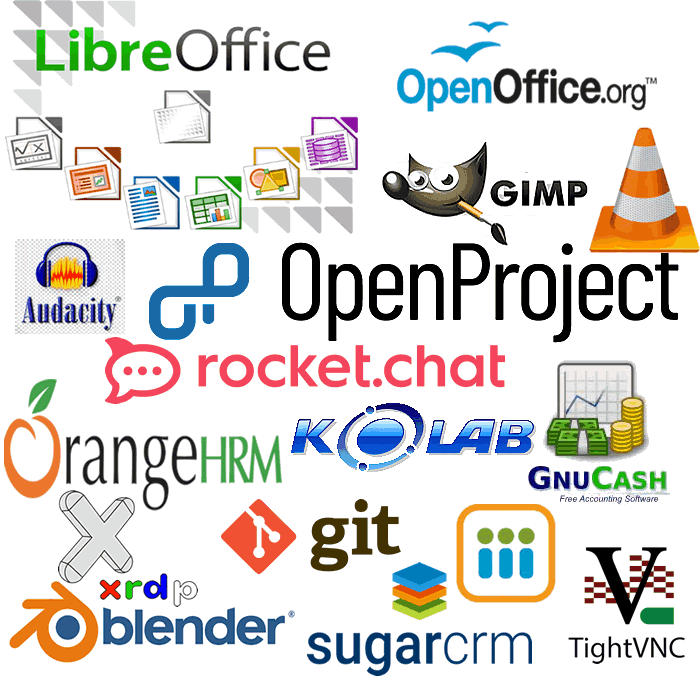 LibreOffice
OpenOffice.org™
GIMP
Audacity®
OpenProject
rocket.chat
OrangeHRM
KOLAB
GNUCASH
Free Accounting Software
X
git
xrdp
blender®
sugarcrm
V
TightVNC